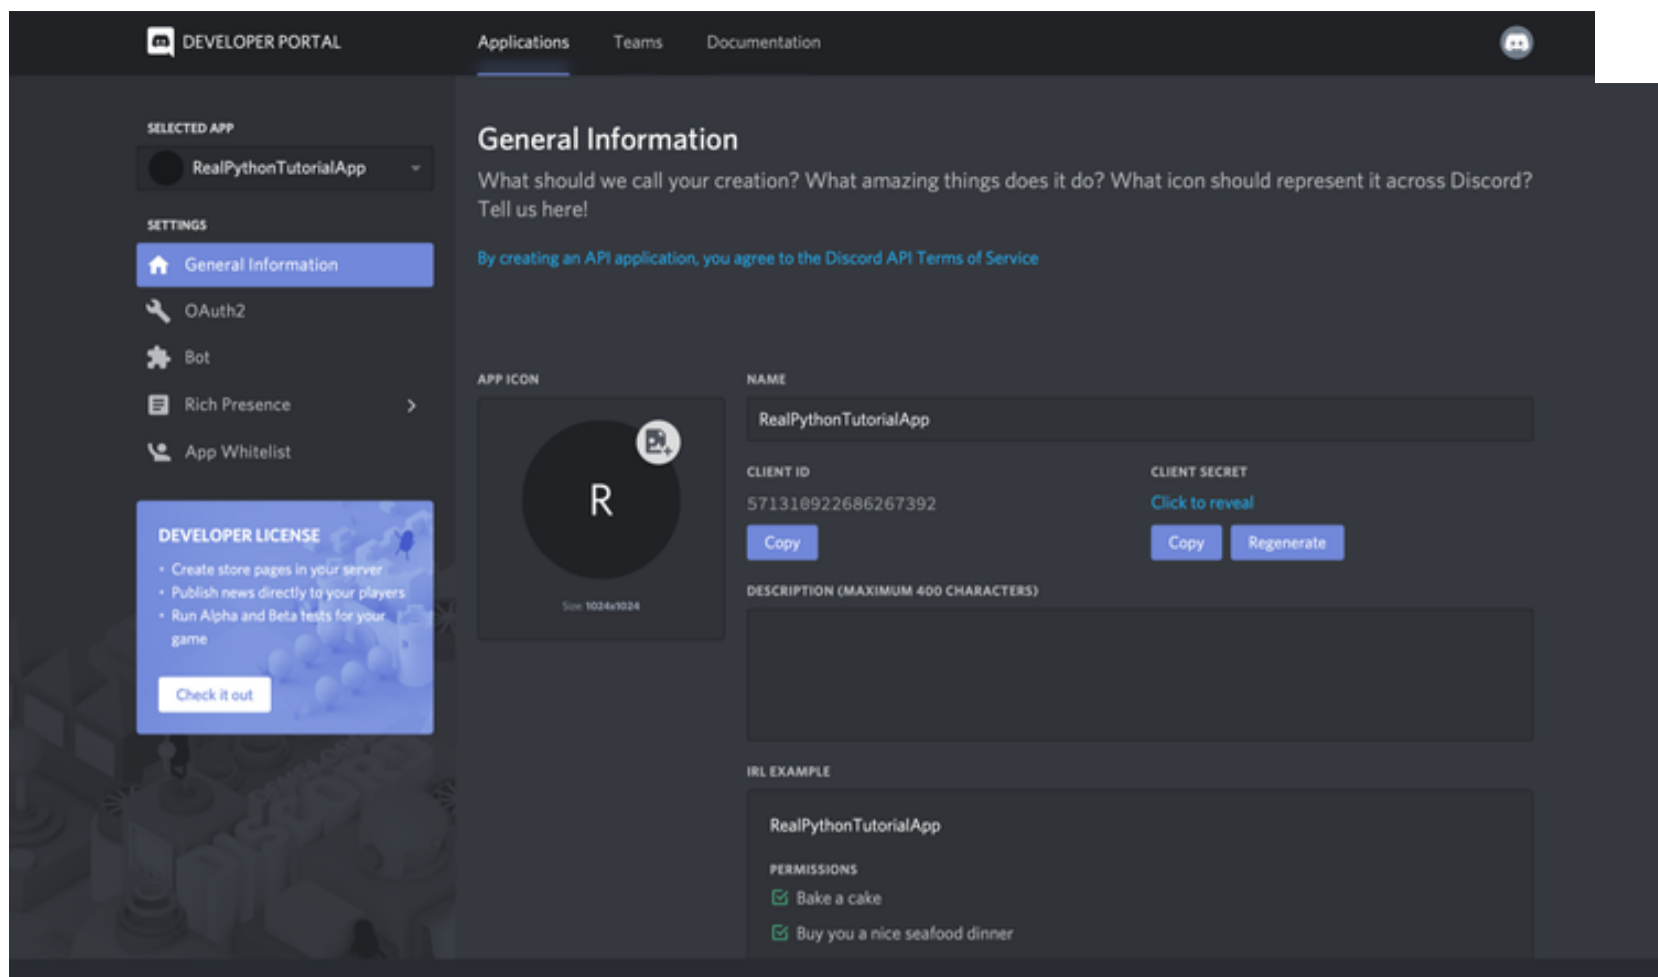 DEVELOPER PORTAL
Applications
Teams
Documentation
SELECTED APP
RealPythonTutorialApp
SETTINGS
General Information
OAuth2
Bot
Rich Presence
App Whitelist
DEVELOPER LICENSE
• Create store pages in your server
• Publish news directly to your players
• Run Alpha and Beta tests for your
game
Check it out
General Information
What should we call your creation? What amazing things does it do? What icon should represent it across Discord?
Tell us here!
By creating an API application, you agree to the Discord API Terms of Service
APP ICON
R
Size: 1024x1024
NAME
RealPythonTutorialApp
CLIENT ID
571310922686267392
Copy
CLIENT SECRET
Click to reveal
Copy
Regenerate
DESCRIPTION (MAXIMUM 400 CHARACTERS)
IRL EXAMPLE
RealPythonTutorialApp
PERMISSIONS
Bake a cake
Buy you a nice seafood dinner